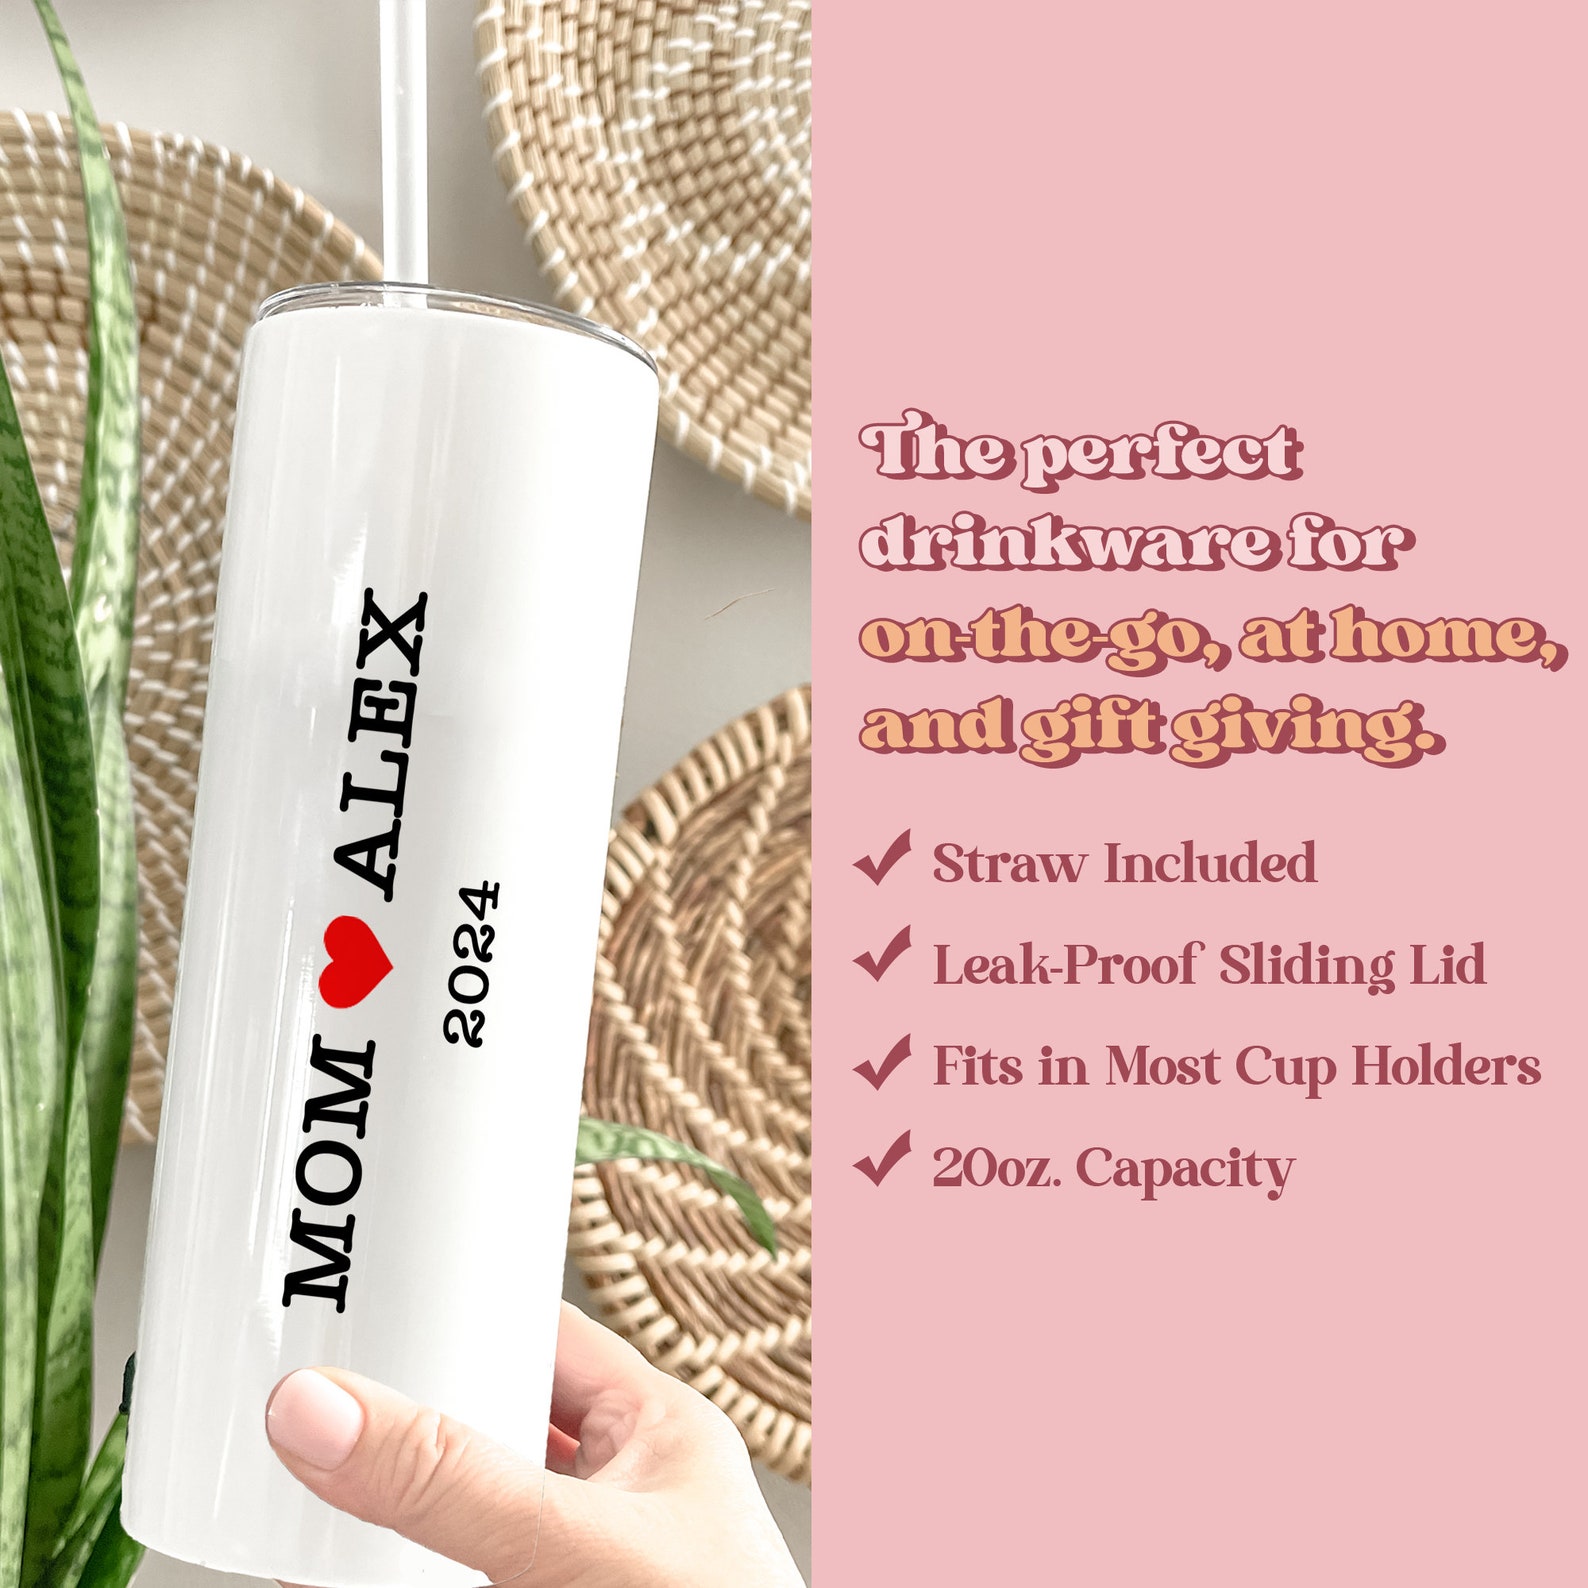 MOM ❤ ALEX
2024
The perfect
drinkware for
on-the-go, at home,
and gift giving.
✓ Straw Included
✓ Leak-Proof Sliding Lid
✓ Fits in Most Cup Holders
✓ 20oz. Capacity